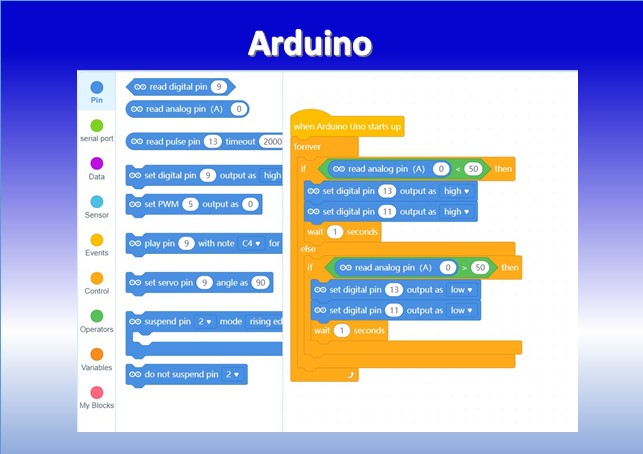 Arduino
Pin
serial port
Data
Sensor
Events
Control
Operators
Variables
My Blocks
read digital pin 9
read analog pin (A) 0
read pulse pin 13 timeout 2000
set digital pin 9 output as high
set PWM 5 output as 0
play pin 9 with note C4 for
set servo pin 9 angle as 90
suspend pin 2 mode rising ed
do not suspend pin 2
when Arduino Uno starts up
forever
if read analog pin (A) 0 < 50 then
set digital pin 13 output as high
set digital pin 11 output as high
wait 1 seconds
else
if read analog pin (A) 0 > 50 then
set digital pin 13 output as low
set digital pin 11 output as low
wait 1 seconds